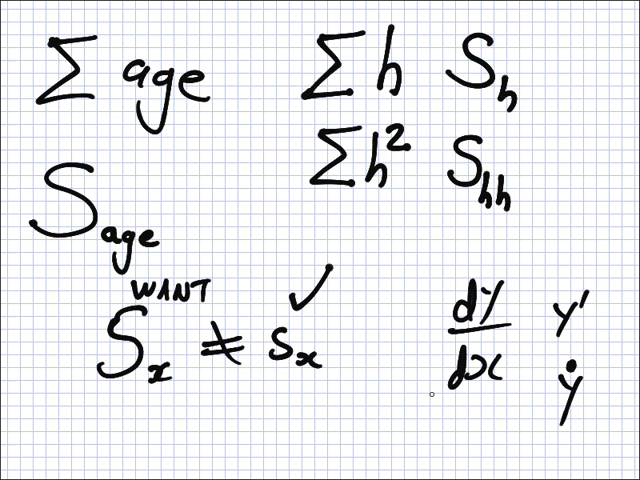 ∑ age ∑ h S_h
∑ h² S_hh
S_age
WANT ✓
S_x ≠ s_x dy/dx y'
ẏ